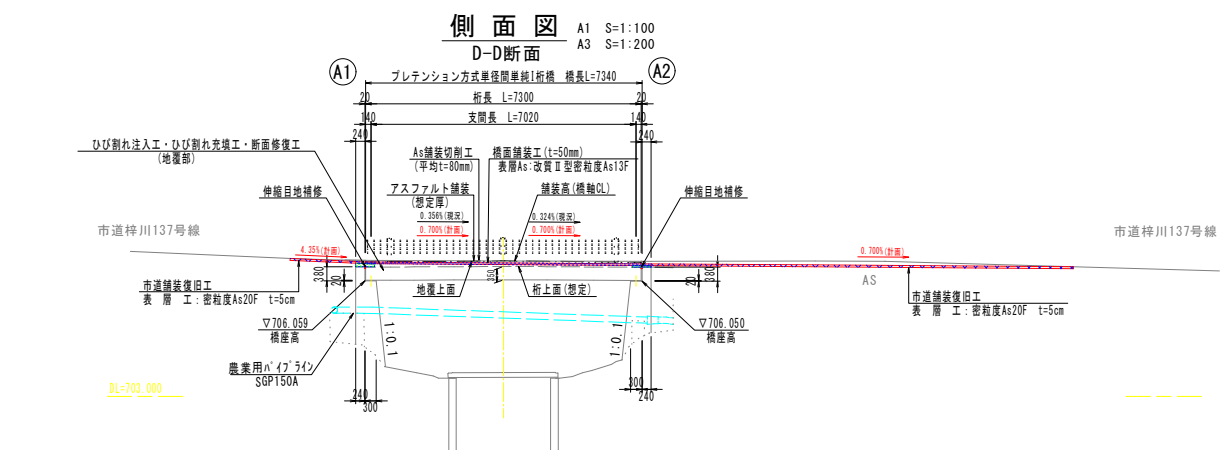 側面図 A1 S=1:100
A3 S=1:200
D-D断面
A1
A2
プレテンション方式単径間単純I桁橋 橋長L=7340
20
桁長 L=7300
20
140
支間長 L=7020
140
240
240
ひび割れ注入工・ひび割れ充填工・断面修復工
(地覆部)
As舗装切削工
(平均t=80mm)
橋面舗装工(t=50mm)
表層As:改質Ⅱ型密粒度As13F
伸縮目地補修
アスファルト舗装
(想定厚)
舗装高(橋軸CL)
伸縮目地補修
0.356%(現況)
0.324%(現況)
0.700%(計画)
0.700%(計画)
市道梓川137号線
市道梓川137号線
4.35%(計画)
0.700%(計画)
380
20
350
20
380
AS
市道舗装復旧工
表 層 工:密粒度As20F t=5cm
地覆上面
桁上面(想定)
市道舗装復旧工
表 層 工:密粒度As20F t=5cm
▽706.059
橋座高
▽706.050
橋座高
1:0.1
1:0.1
農業用パイプライン
SGP150A
DL=703.000
240
300
300
240